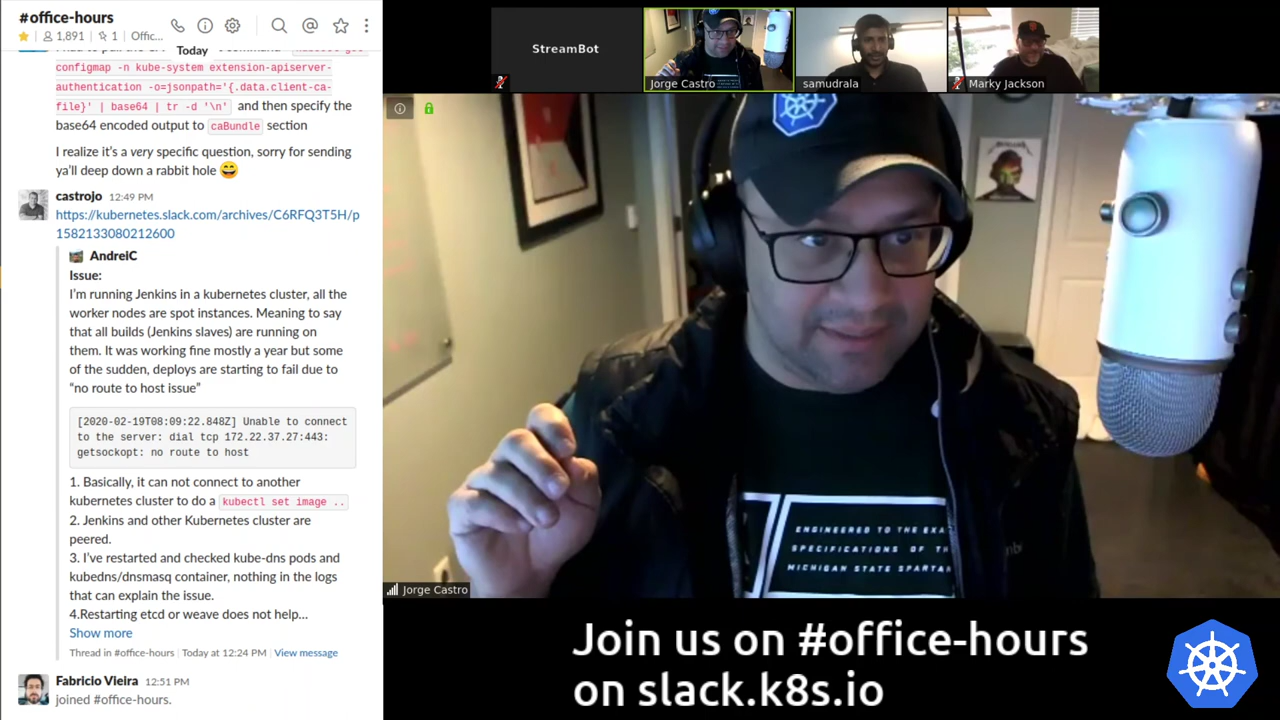 #office-hours
1,891
1
Offic...
Today
configmap -n kube-system extension-apiserver-
authentication -o=jsonpath='{.data.client-ca-
file}' | base64 | tr -d '\n' and then specify the
base64 encoded output to caBundle section
I realize it's a very specific question, sorry for sending
ya'll deep down a rabbit hole
castrojo 12:49 PM
https://kubernetes.slack.com/archives/C6RFQ3T5H/p
1582133080212600
AndreiC
Issue:
I'm running Jenkins in a kubernetes cluster, all the
worker nodes are spot instances. Meaning to say
that all builds (Jenkins slaves) are running on
them. It was working fine mostly a year but some
of the sudden, deploys are starting to fail due to
"no route to host issue"
[2020-02-19T08:09:22.848Z] Unable to connect
to the server: dial tcp 172.22.37.27:443:
getsockopt: no route to host
1. Basically, it can not connect to another
kubernetes cluster to do a kubectl set image ..
2. Jenkins and other Kubernetes cluster are
peered.
3. I've restarted and checked kube-dns pods and
kubedns/dnsmasq container, nothing in the logs
that can explain the issue.
4.Restarting etcd or weave does not help...
Show more
Thread in #office-hours Today at 12:24 PM View message
Fabricio Vieira 12:51 PM
joined #office-hours.
StreamBot
Jorge Castro
samudrala
Marky Jackson
ENGINEERED TO THE EXA
SPECIFICATIONS OF TH
MICHIGAN STATE SPARTAN
Jorge Castro
Join us on #office-hours
on slack.k8s.io